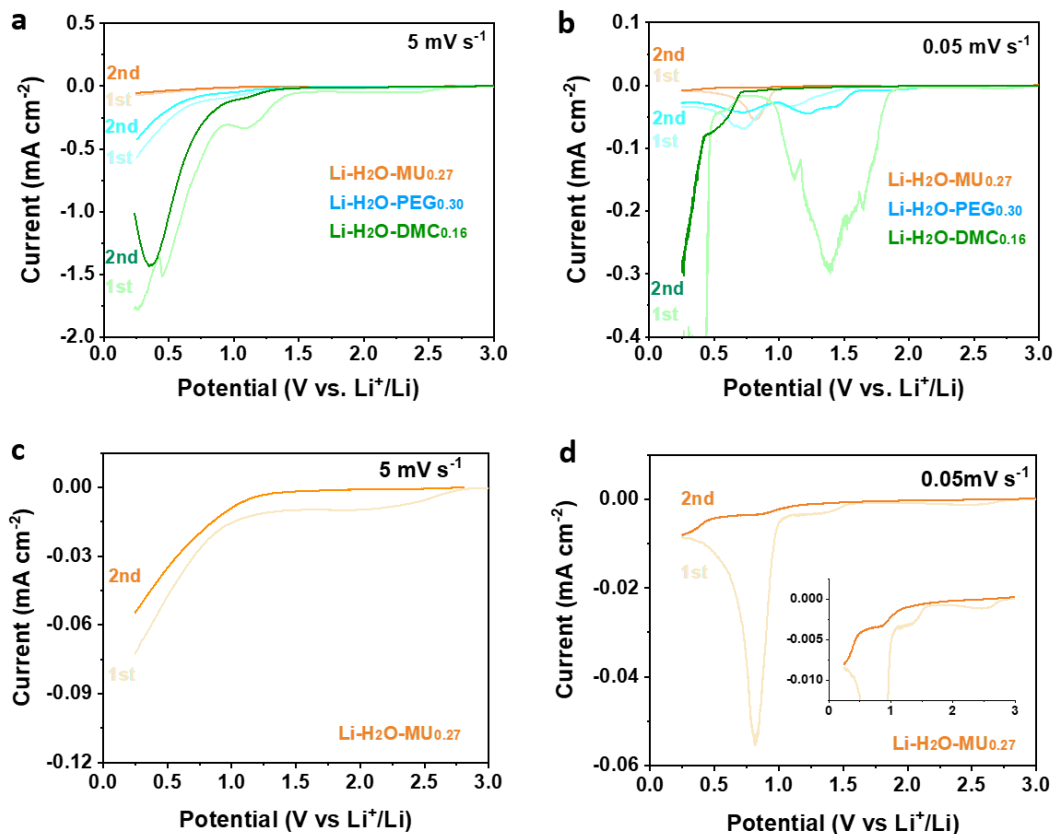 a
5 mV s⁻¹
0.5
0.0
-0.5
-1.0
-1.5
-2.0
2nd
1st
2nd
1st
2nd
1st
Li-H₂O-MU₀.₂₇
Li-H₂O-PEG₀.₃₀
Li-H₂O-DMC₀.₁₆
0.0 0.5 1.0 1.5 2.0 2.5 3.0
Current (mA cm⁻²)
Potential (V vs. Li⁺/Li)
b
0.05 mV s⁻¹
0.1
0.0
-0.1
-0.2
-0.3
-0.4
2nd
1st
2nd
1st
2nd
1st
Li-H₂O-MU₀.₂₇
Li-H₂O-PEG₀.₃₀
Li-H₂O-DMC₀.₁₆
0.0 0.5 1.0 1.5 2.0 2.5 3.0
Current (mA cm⁻²)
Potential (V vs. Li⁺/Li)
c
5 mV s⁻¹
0.00
-0.03
-0.06
-0.09
-0.12
2nd
1st
Li-H₂O-MU₀.₂₇
0.0 0.5 1.0 1.5 2.0 2.5 3.0
Current (mA cm⁻²)
Potential (V vs Li⁺/Li)
d
0.05mV s⁻¹
0.00
-0.02
-0.04
-0.06
2nd
1st
0.000
-0.005
-0.010
0 1 2 3
Li-H₂O-MU₀.₂₇
0.0 0.5 1.0 1.5 2.0 2.5 3.0
Current (mA cm⁻²)
Potential (V vs Li⁺/Li)